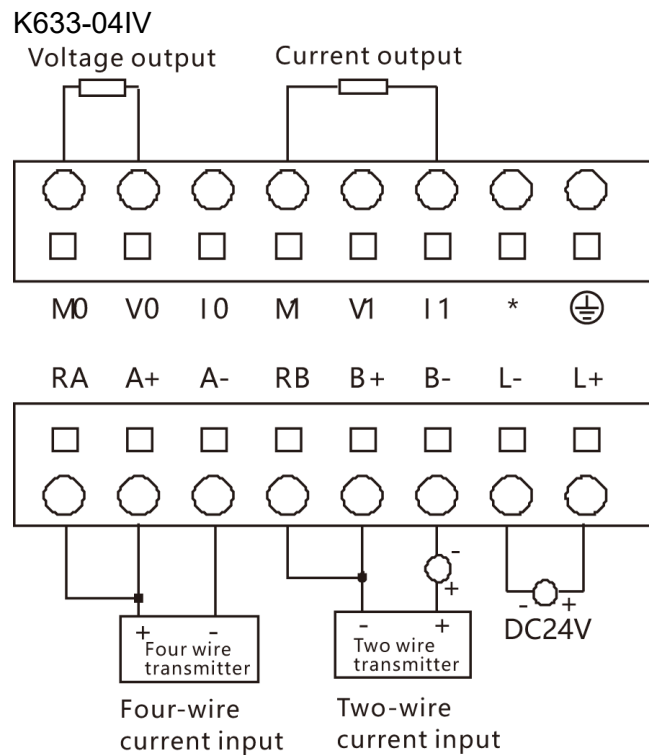 K633-04IV
Voltage output Current output
M0 V0 I0 M1 V1 I1 * ⏚
RA A+ A- RB B+ B- L- L+
-
+
- +
DC24V
+ - - +
Four wire Two wire
transmitter transmitter
Four-wire Two-wire
current input current input